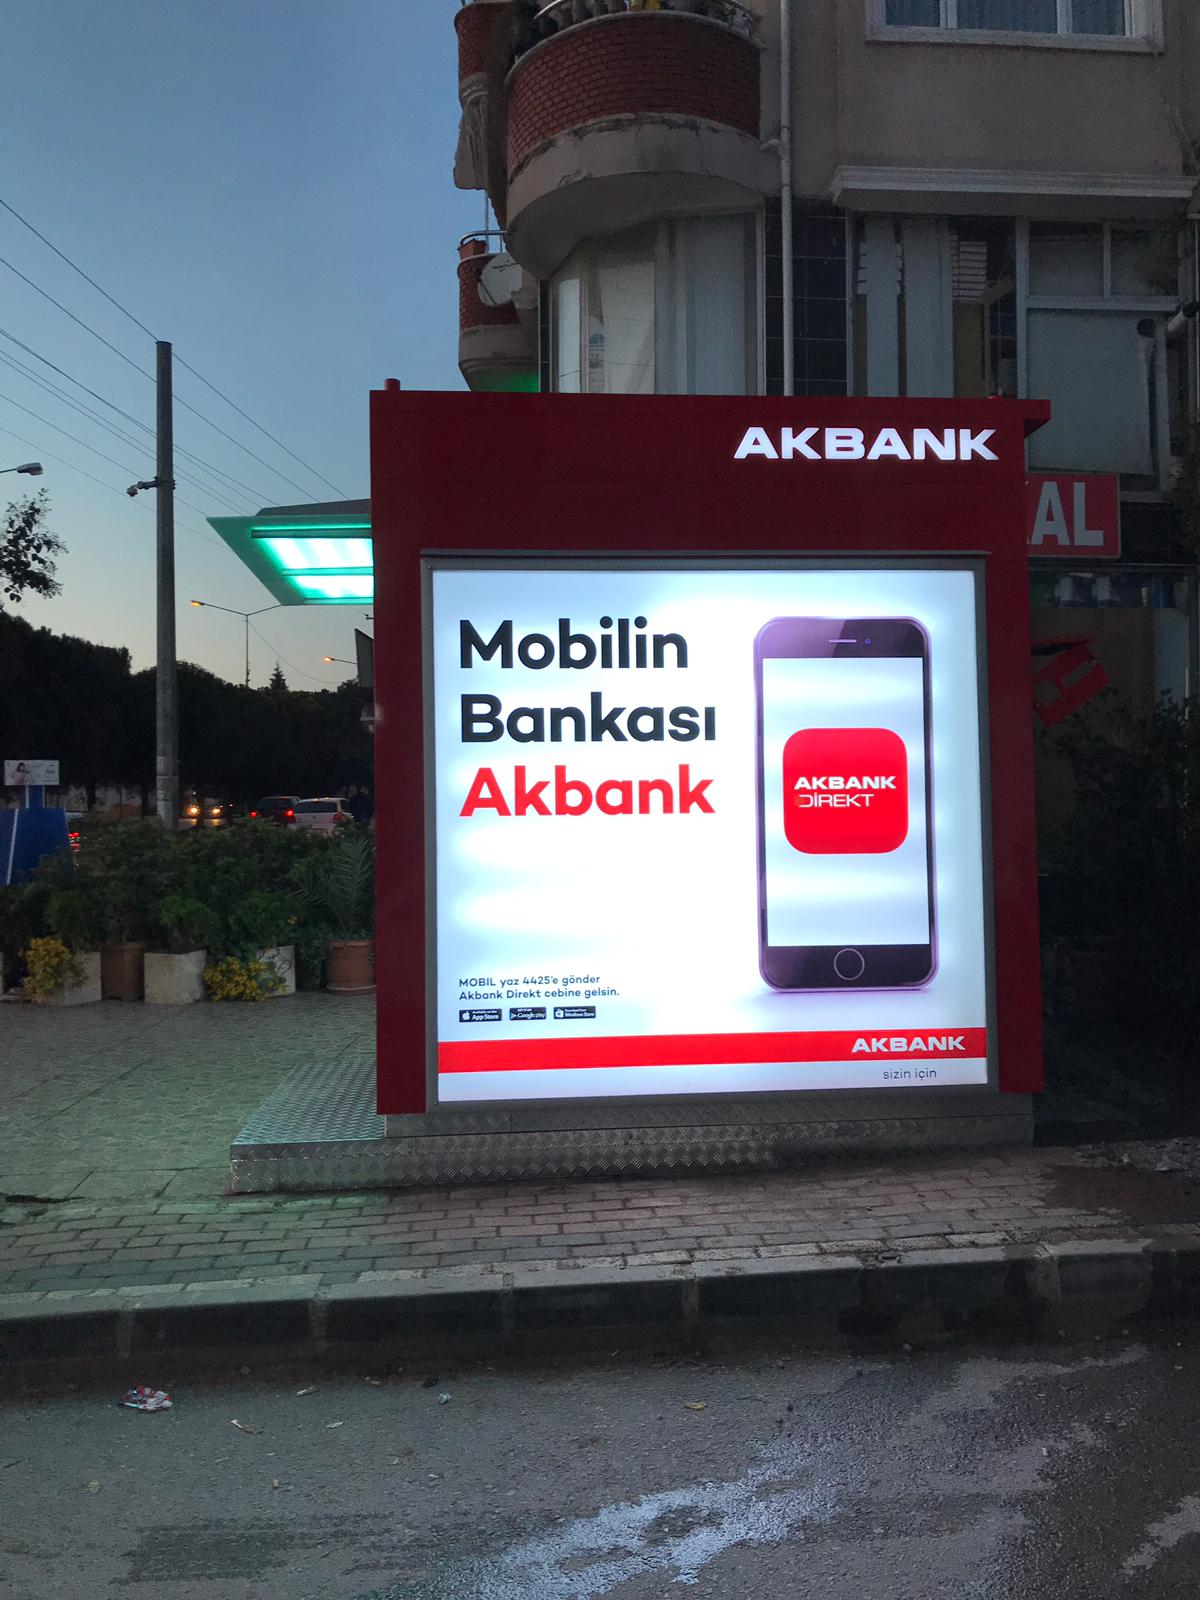 AKBANK
AL
Mobilin
Bankası
Akbank
AKBANK
DİREKT
MOBIL yaz 4425'e gönder
Akbank Direkt cebine gelsin.
App Store
Google play
Windows Store
AKBANK
sizin için